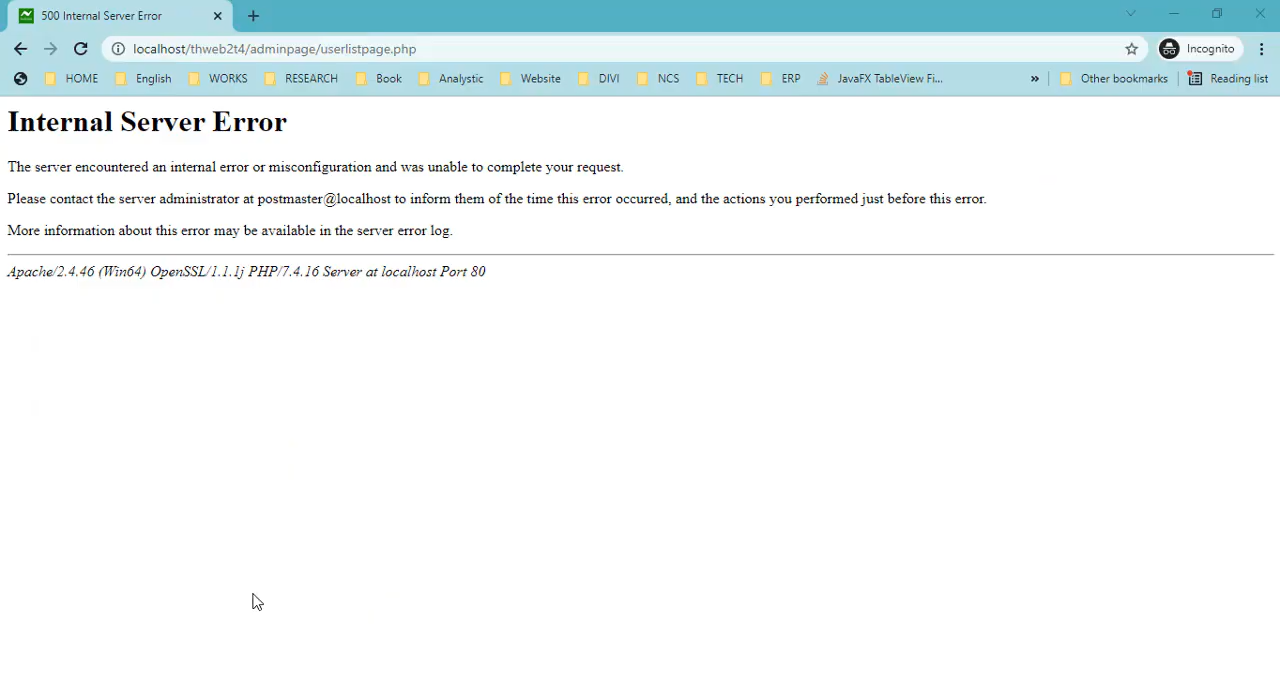 500 Internal Server Error
localhost/thweb2t4/adminpage/userlistpage.php
Incognito
HOME English WORKS RESEARCH Book Analystic Website DIVI NCS TECH ERP JavaFX TableView Fi... » Other bookmarks Reading list
Internal Server Error
The server encountered an internal error or misconfiguration and was unable to complete your request.
Please contact the server administrator at postmaster@localhost to inform them of the time this error occurred, and the actions you performed just before this error.
More information about this error may be available in the server error log.
Apache/2.4.46 (Win64) OpenSSL/1.1.1j PHP/7.4.16 Server at localhost Port 80